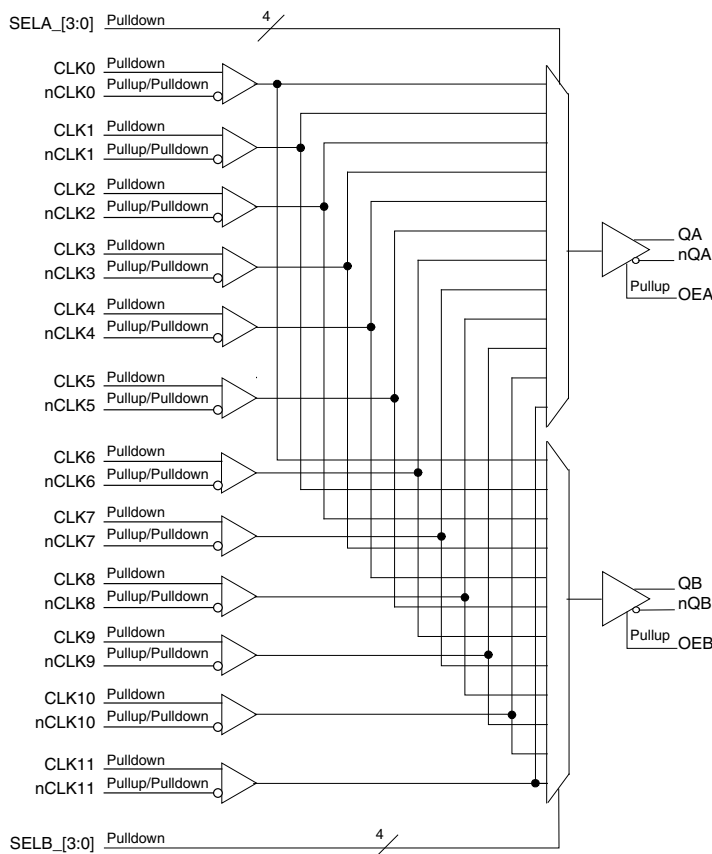 SELA_[3:0] Pulldown 4
CLK0 Pulldown
nCLK0 Pullup/Pulldown
CLK1 Pulldown
nCLK1 Pullup/Pulldown
CLK2 Pulldown
nCLK2 Pullup/Pulldown
CLK3 Pulldown
nCLK3 Pullup/Pulldown
CLK4 Pulldown
nCLK4 Pullup/Pulldown
CLK5 Pulldown
nCLK5 Pullup/Pulldown
CLK6 Pulldown
nCLK6 Pullup/Pulldown
CLK7 Pulldown
nCLK7 Pullup/Pulldown
CLK8 Pulldown
nCLK8 Pullup/Pulldown
CLK9 Pulldown
nCLK9 Pullup/Pulldown
CLK10 Pulldown
nCLK10 Pullup/Pulldown
CLK11 Pulldown
nCLK11 Pullup/Pulldown
SELB_[3:0] Pulldown 4
QA
nQA
Pullup OEA
QB
nQB
Pullup OEB